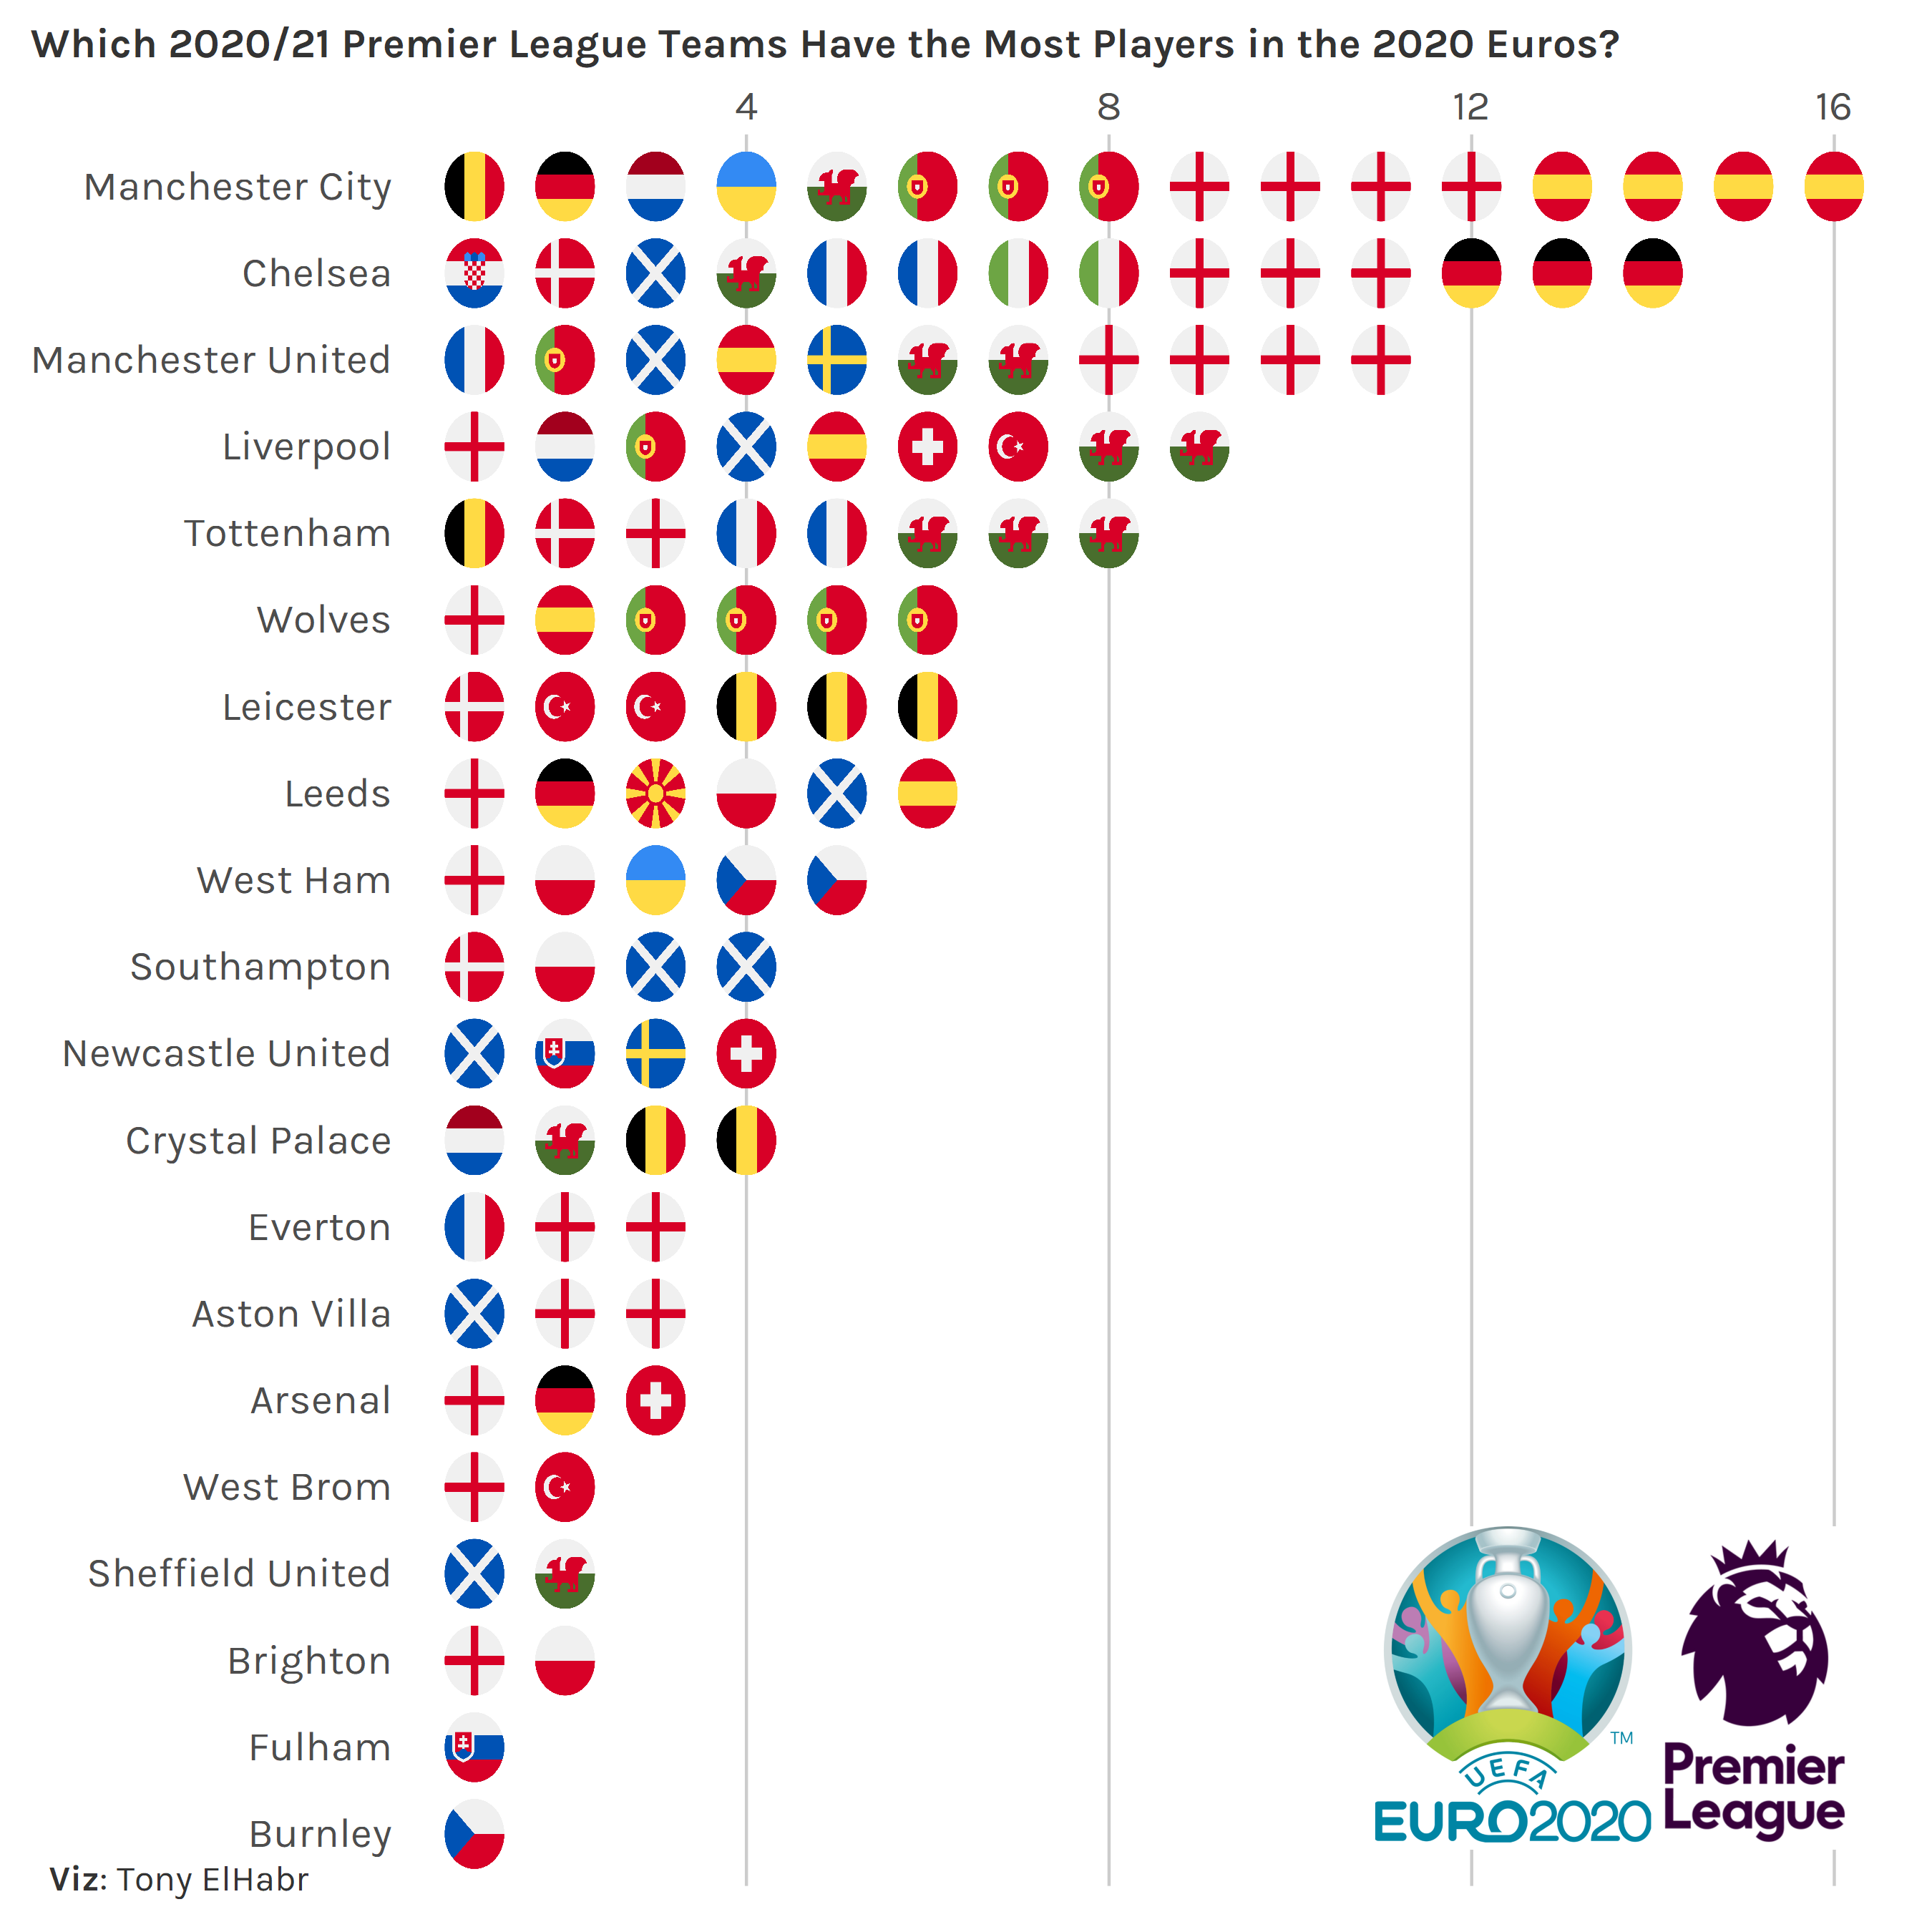 Which 2020/21 Premier League Teams Have the Most Players in the 2020 Euros?
4 8 12 16
Manchester City
Chelsea
Manchester United
Liverpool
Tottenham
Wolves
Leicester
Leeds
West Ham
Southampton
Newcastle United
Crystal Palace
Everton
Aston Villa
Arsenal
West Brom
Sheffield United
Brighton
Fulham
Burnley
TM
UEFA
EURO2020
Premier
League
Viz: Tony ElHabr